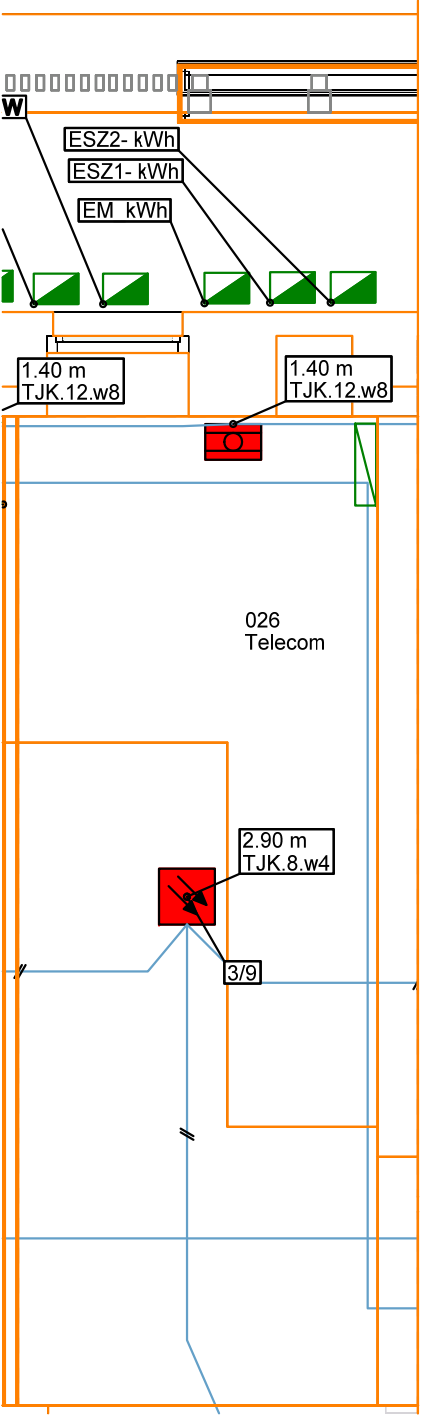 W
ESZ2- kWh
ESZ1- kWh
EM kWh
1.40 m
TJK.12.w8
1.40 m
TJK.12.w8
026
Telecom
2.90 m
TJK.8.w4
3/9